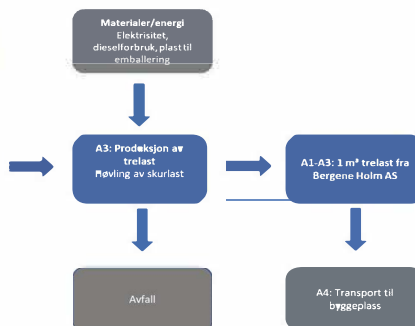 Materialer/energi
Elektrisitet,
dieselforbruk, plast til
emballering
A3: Produksjon av
trelast
Høvling av skurlast
A1-A3: 1 m³ trelast fra
Bergene Holm AS
Avfall
A4: Transport til
byggeplass